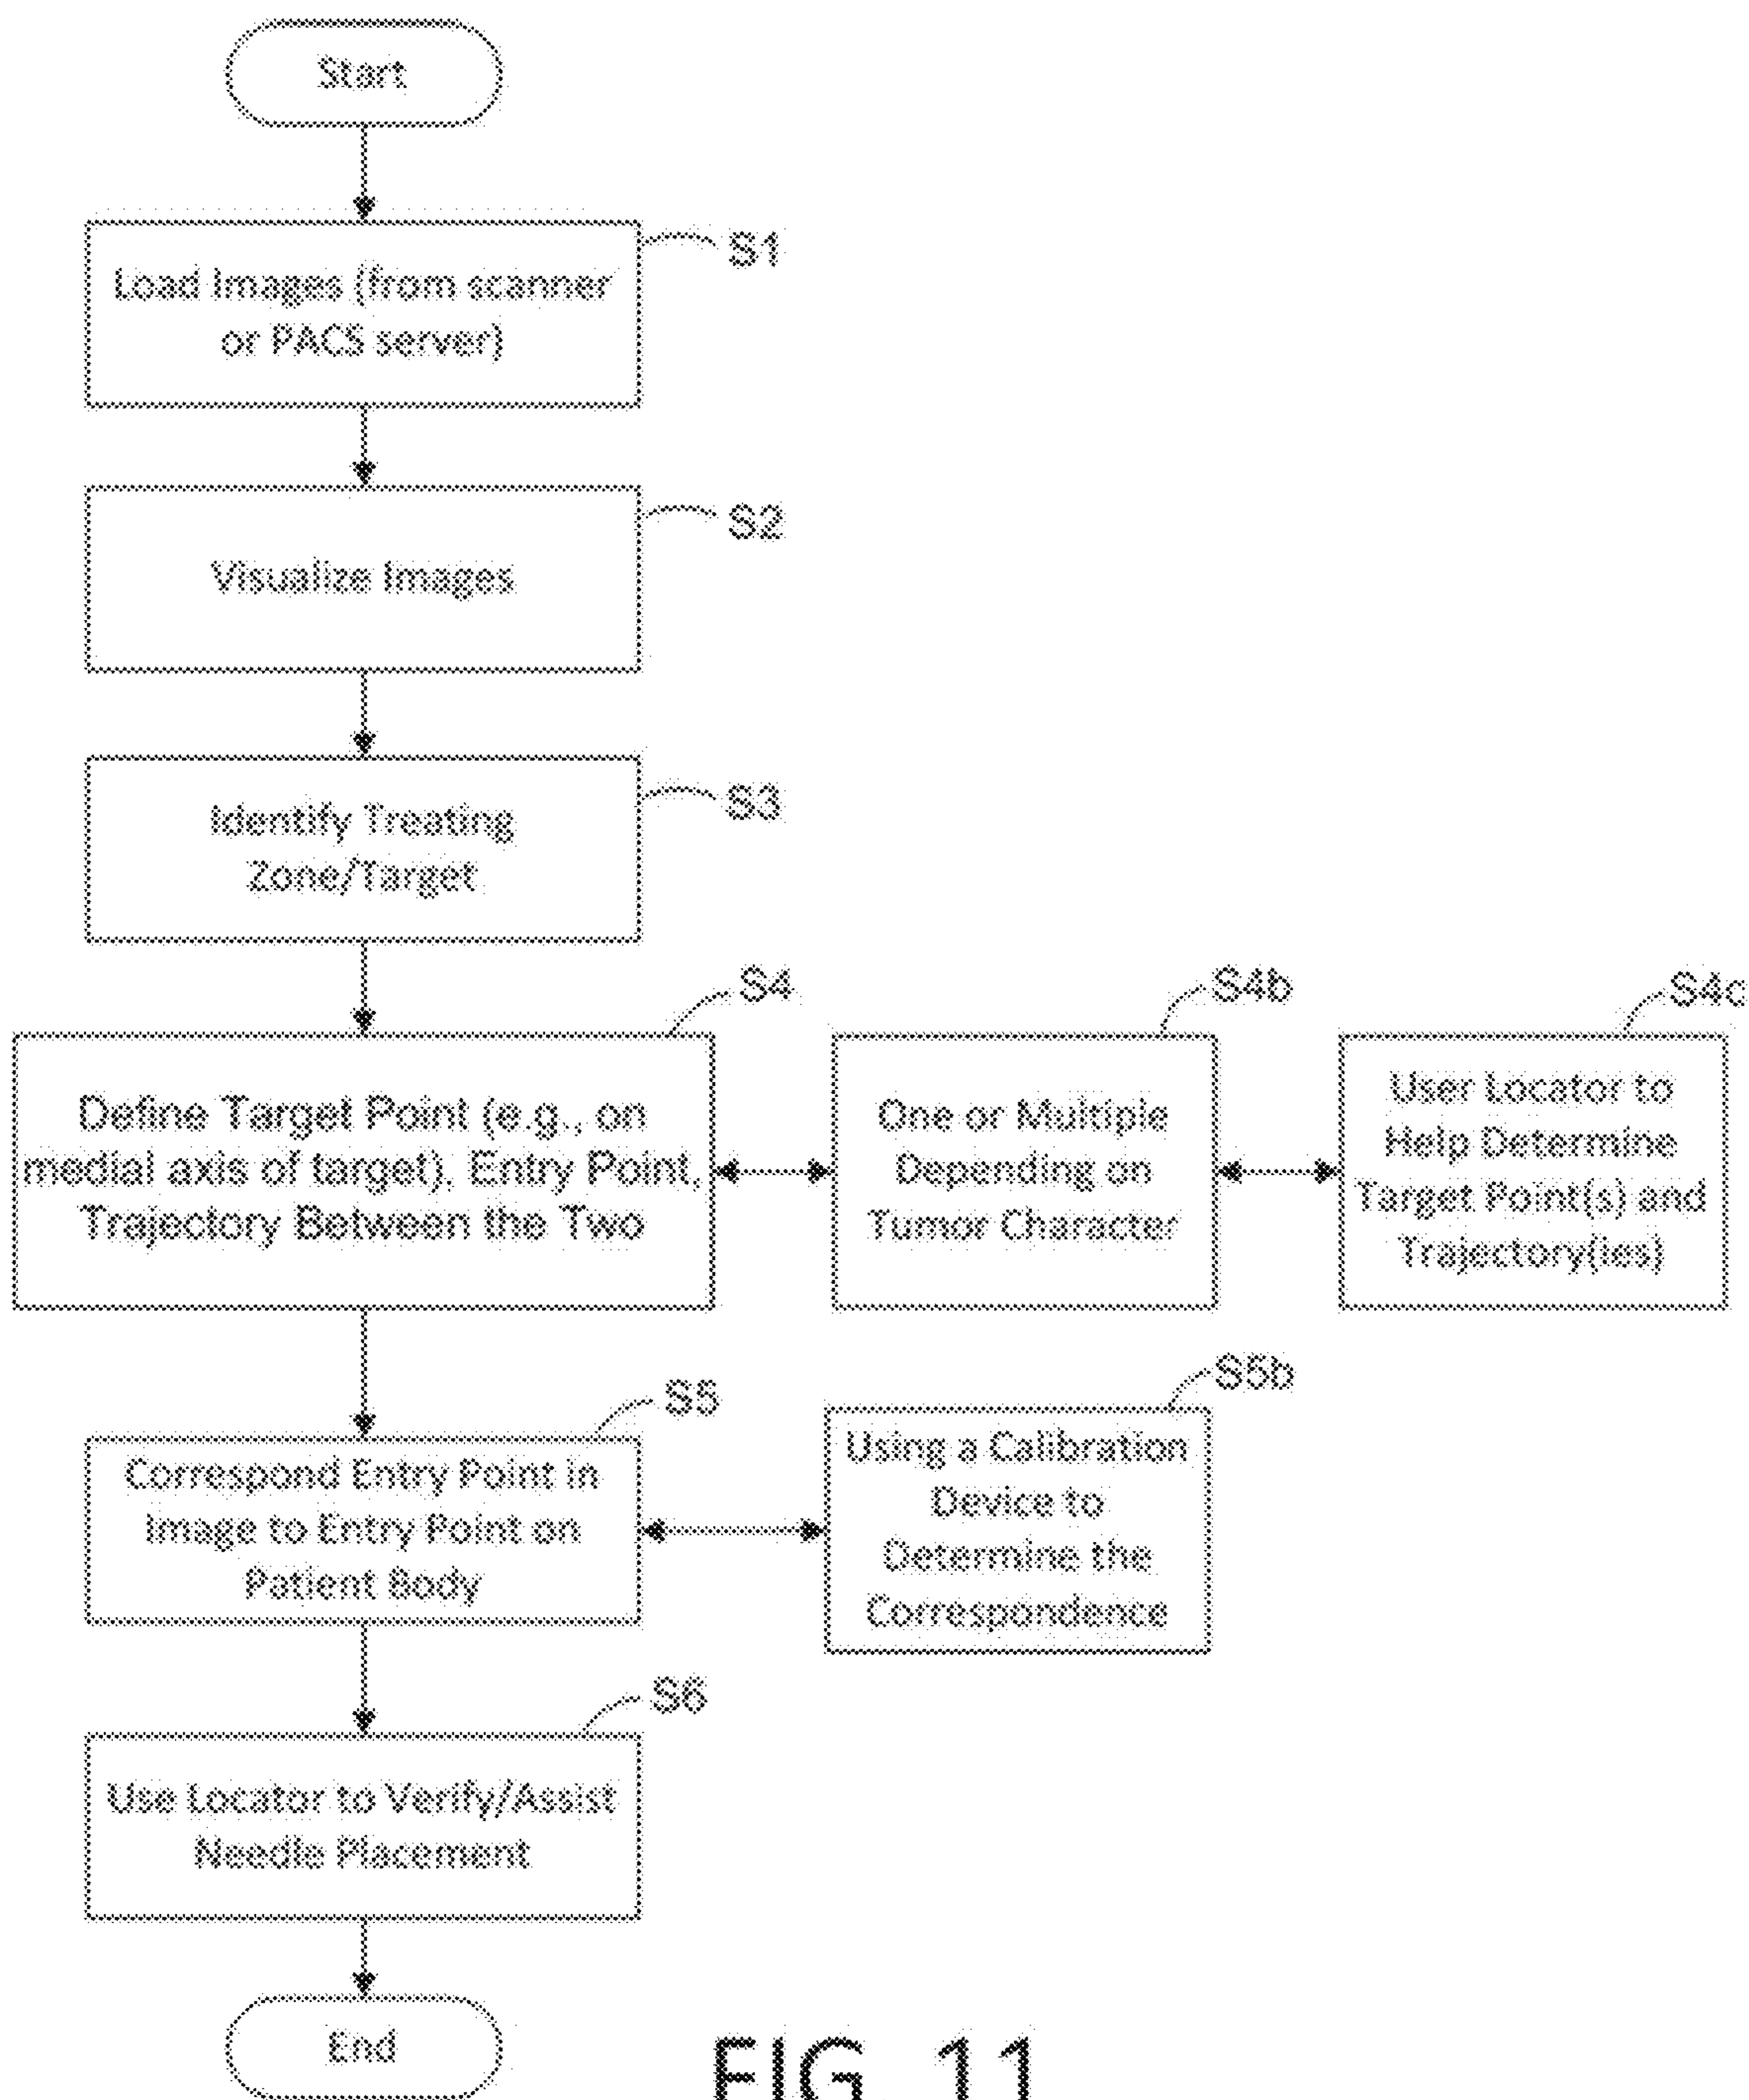 Start
S1
Load Images (from scanner
or PACS server)
S2
Visualize Images
S3
Identify Treating
Zone/Target
S4
Define Target Point (e.g., on
medial axis of target), Entry Point,
Trajectory Between the Two
S4b
One or Multiple
Depending on
Tumor Character
S4c
User Locator to
Help Determine
Target Point(s) and
Trajectory(ies)
S5
Correspond Entry Point in
Image to Entry Point on
Patient Body
S5b
Using a Calibration
Device to
Determine the
Correspondence
S6
Use Locator to Verify/Assist
Needle Placement
End
FIG. 11